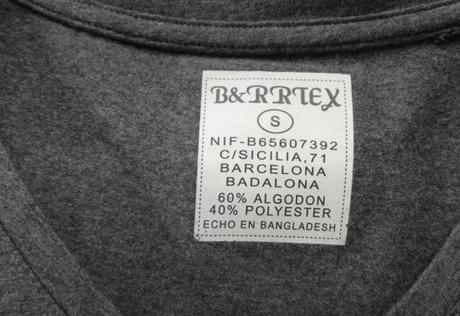 B&RRTEX
S
NIF-B65607392
C/SICILIA,71
BARCELONA
BADALONA
60% ALGODON
40% POLYESTER
ECHO EN BANGLADESH